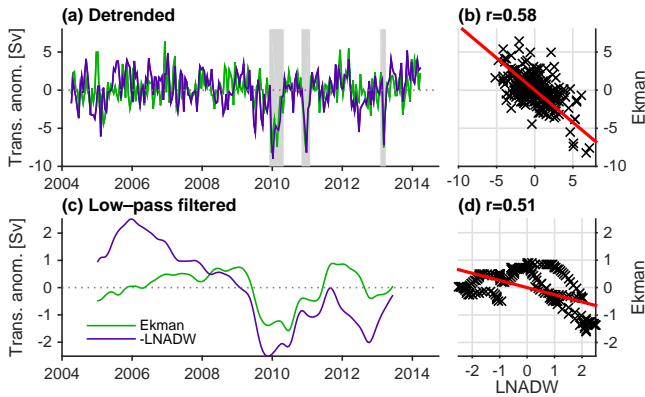 (a) Detrended
(b) r=0.58
Trans. anom. [Sv]
5
0
-5
-10
2004 2006 2008 2010 2012 2014
5
0
-5
-10
Ekman
-10 -5 0 5
(c) Low–pass filtered
(d) r=0.51
Trans. anom. [Sv]
2
1
0
-1
-2
Ekman
-LNADW
2004 2006 2008 2010 2012 2014
2
1
0
-1
-2
Ekman
-2 -1 0 1 2
LNADW